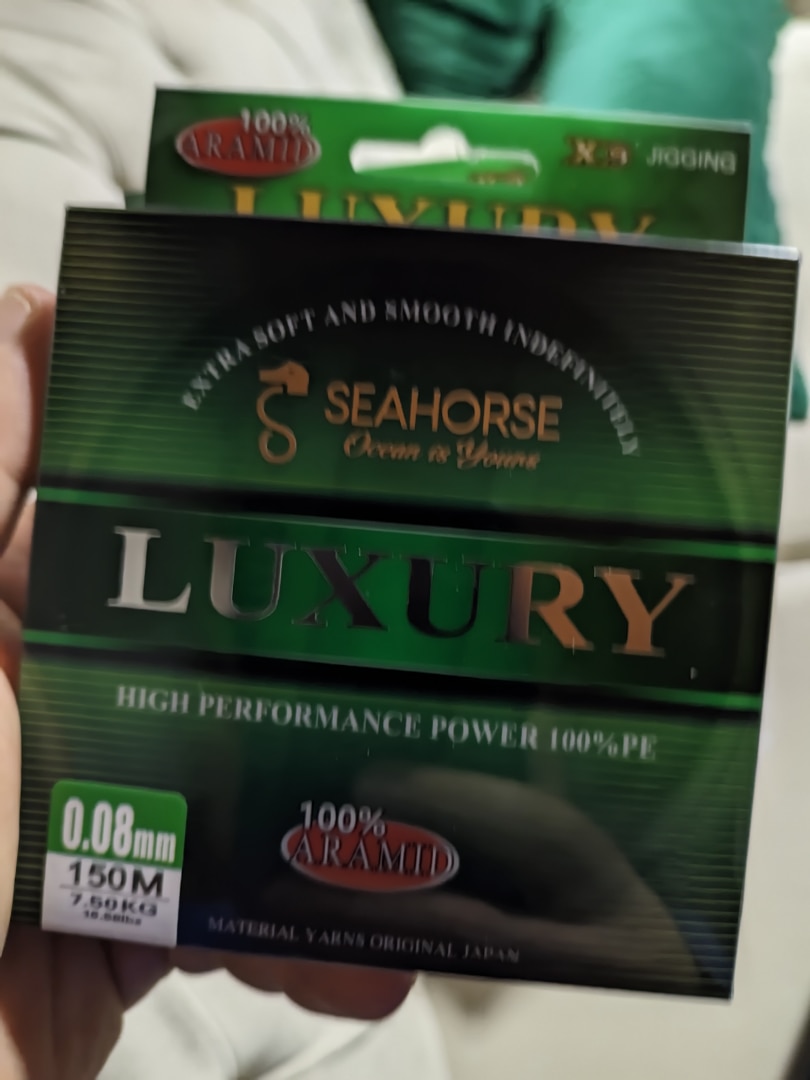 100%
ARAMID
JIGGING
LUXURY
EXTRA SOFT AND SMOOTH INDEFINITELY
SEAHORSE
Ocean is Yours
LUXURY
HIGH PERFORMANCE POWER 100%PE
0.08mm
150M
7.50KG
100%
ARAMID
MATERIAL YARNS ORIGINAL JAPAN